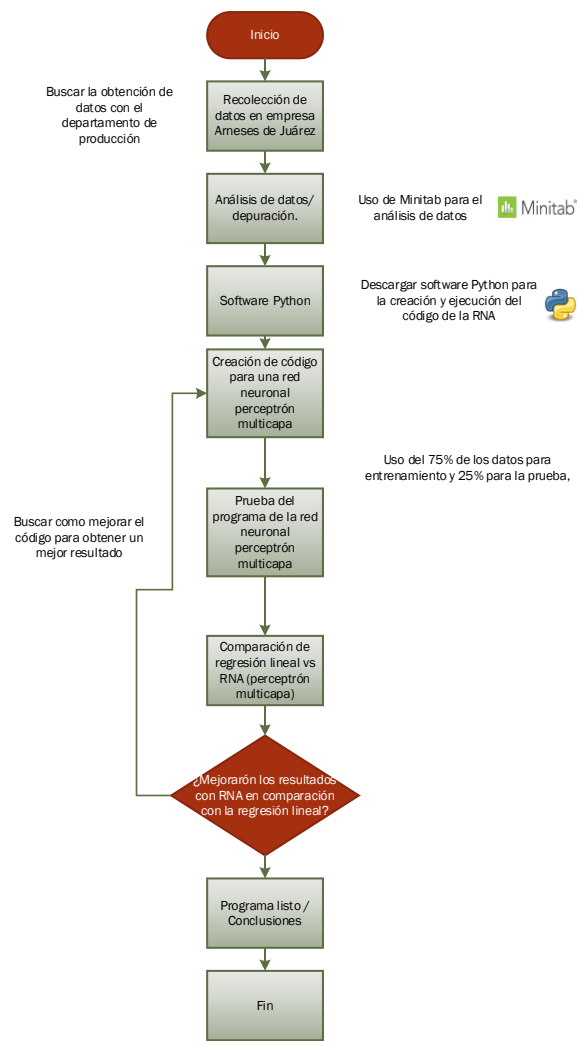 Inicio
Buscar la obtención de
datos con el
departamento de
producción
Recolección de
datos en empresa
Arneses de Juárez
Análisis de datos/
depuración.
Uso de Minitab para el
análisis de datos
Minitab®
Software Python
Descargar software Python para
la creación y ejecución del
código de la RNA
Creación de código
para una red
neuronal
perceptrón
multicapa
Uso del 75% de los datos para
entrenamiento y 25% para la prueba,
Prueba del
programa de la red
neuronal
perceptrón
multicapa
Buscar como mejorar el
código para obtener un
mejor resultado
Comparación de
regresión lineal vs
RNA (perceptrón
multicapa)
¿Mejorarón los resultados
con RNA en comparación
con la regresión lineal?
Programa listo /
Conclusiones
Fin